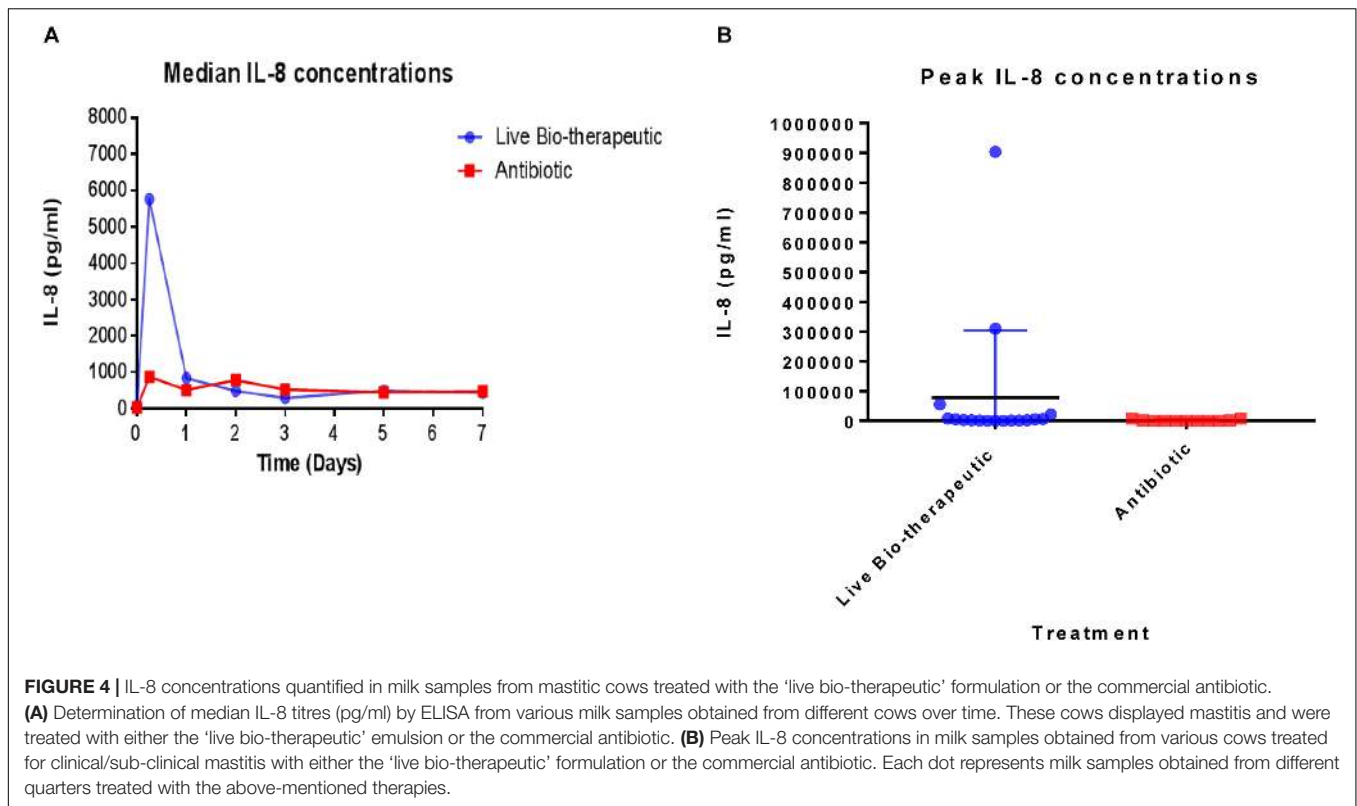 A
Median IL-8 concentrations
8000
7000
6000
5000
4000
3000
2000
1000
0
IL-8 (pg/ml)
0 1 2 3 4 5 6 7
Time (Days)
Live Bio-therapeutic
Antibiotic
B
Peak IL-8 concentrations
1000000
900000
800000
700000
600000
500000
400000
300000
200000
100000
0
IL-8 (pg/ml)
Live Bio-therapeutic
Antibiotic
Treatment
FIGURE 4 | IL-8 concentrations quantified in milk samples from mastitic cows treated with the ‘live bio-therapeutic’ formulation or the commercial antibiotic.
(A) Determination of median IL-8 titres (pg/ml) by ELISA from various milk samples obtained from different cows over time. These cows displayed mastitis and were
treated with either the ‘live bio-therapeutic’ emulsion or the commercial antibiotic. (B) Peak IL-8 concentrations in milk samples obtained from various cows treated
for clinical/sub-clinical mastitis with either the ‘live bio-therapeutic’ formulation or the commercial antibiotic. Each dot represents milk samples obtained from different
quarters treated with the above-mentioned therapies.